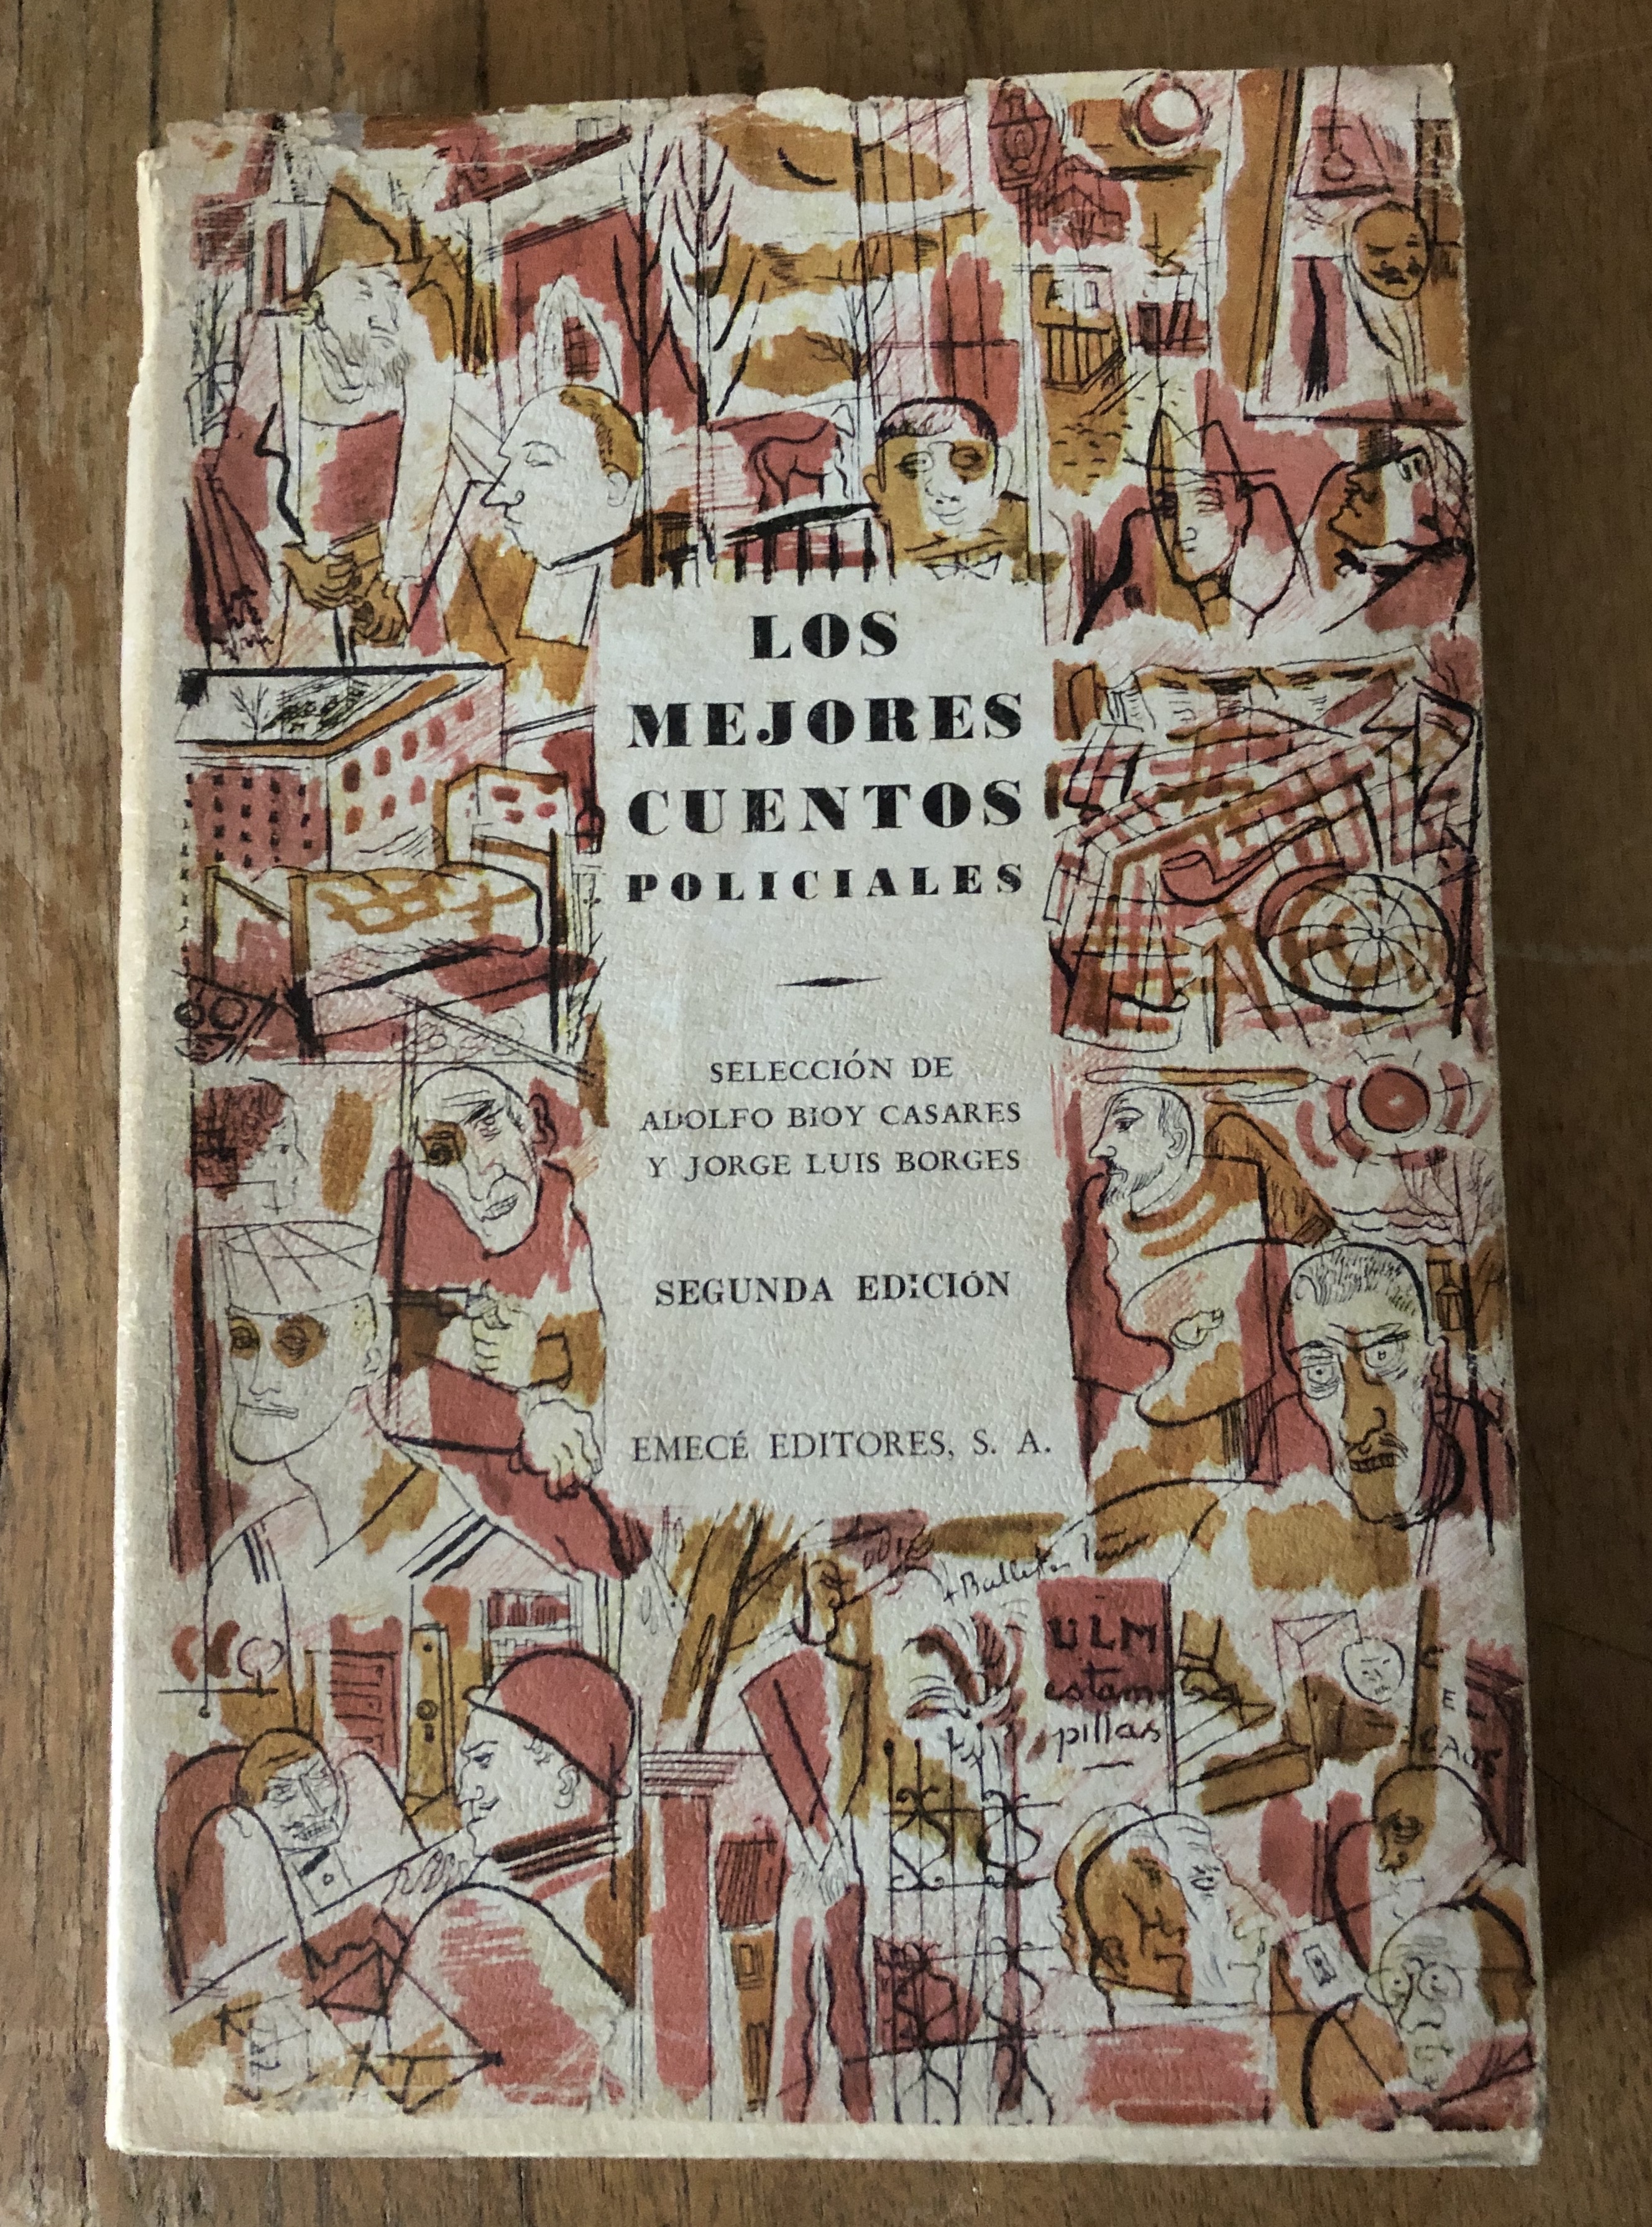 LOS
MEJORES
CUENTOS
POLICIALES
SELECCIÓN DE
ADOLFO BIOY CASARES
Y JORGE LUIS BORGES
SEGUNDA EDICIÓN
EMECÉ EDITORES, S. A.
ULM
estam
pillas